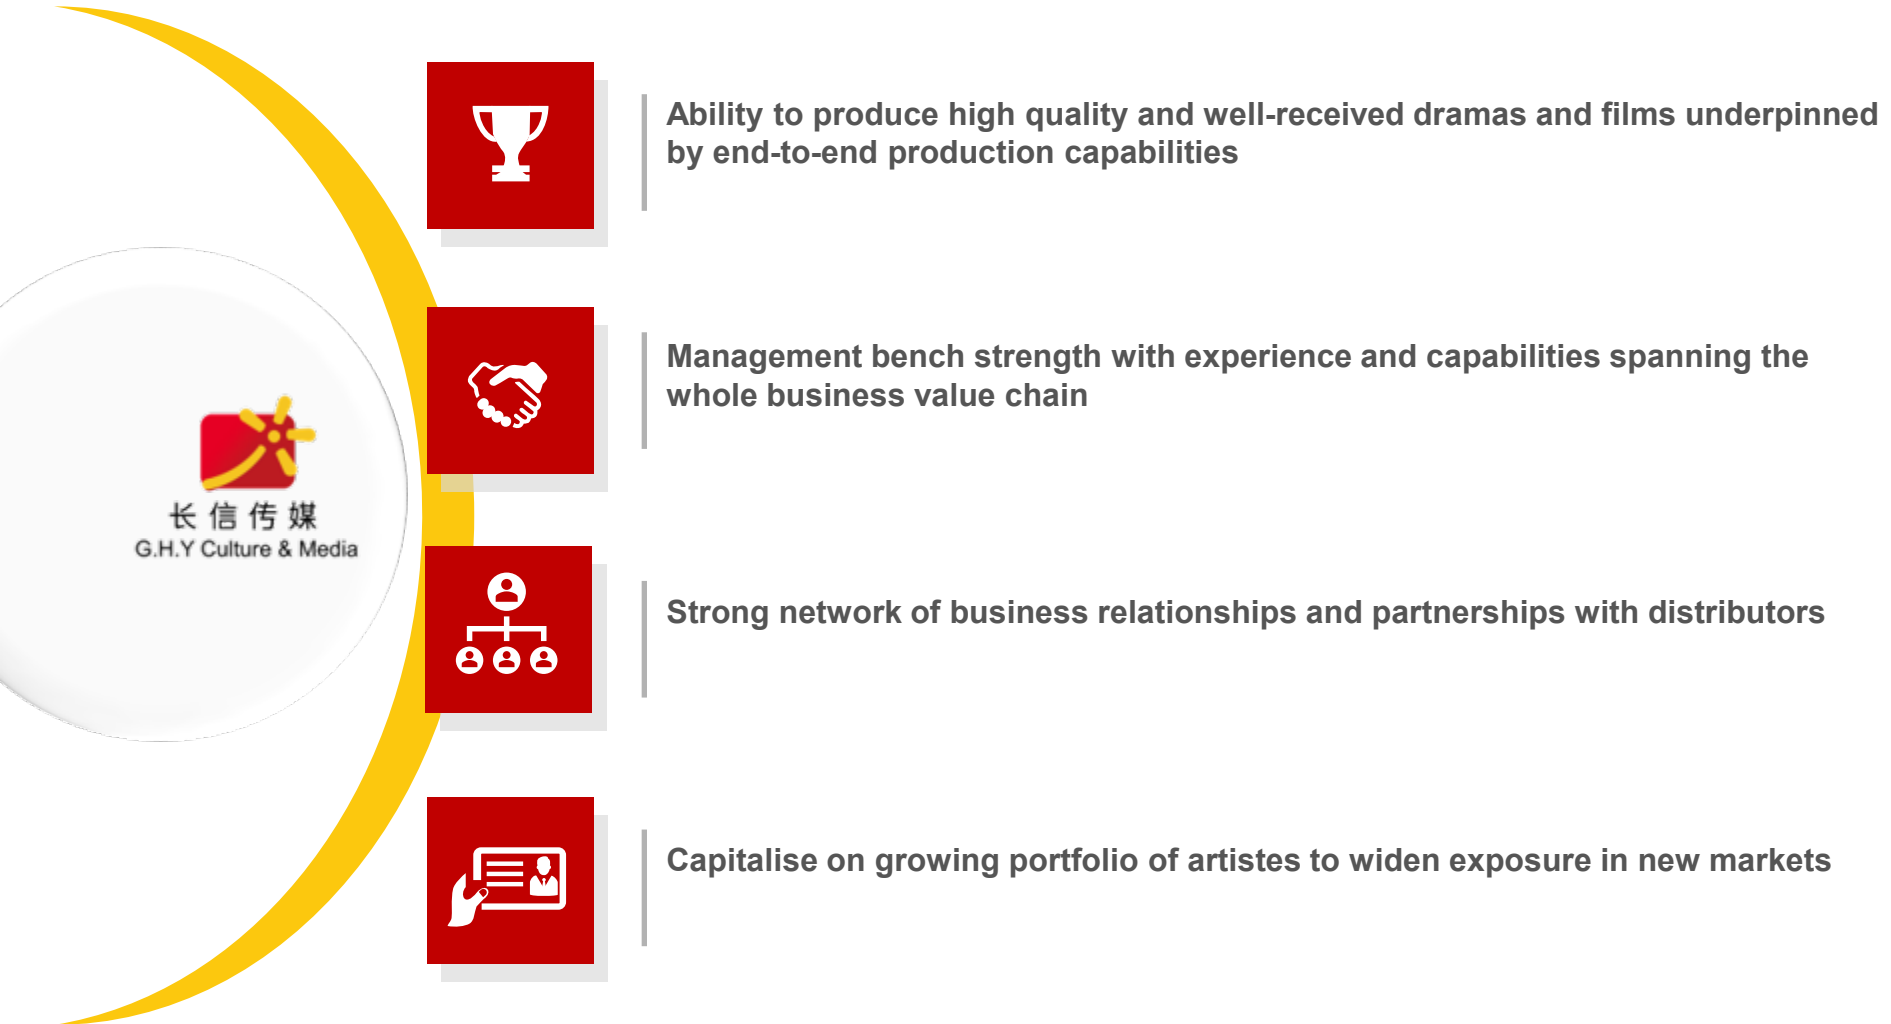 长信传媒
G.H.Y Culture & Media
Ability to produce high quality and well-received dramas and films underpinned
by end-to-end production capabilities
Management bench strength with experience and capabilities spanning the
whole business value chain
Strong network of business relationships and partnerships with distributors
Capitalise on growing portfolio of artistes to widen exposure in new markets